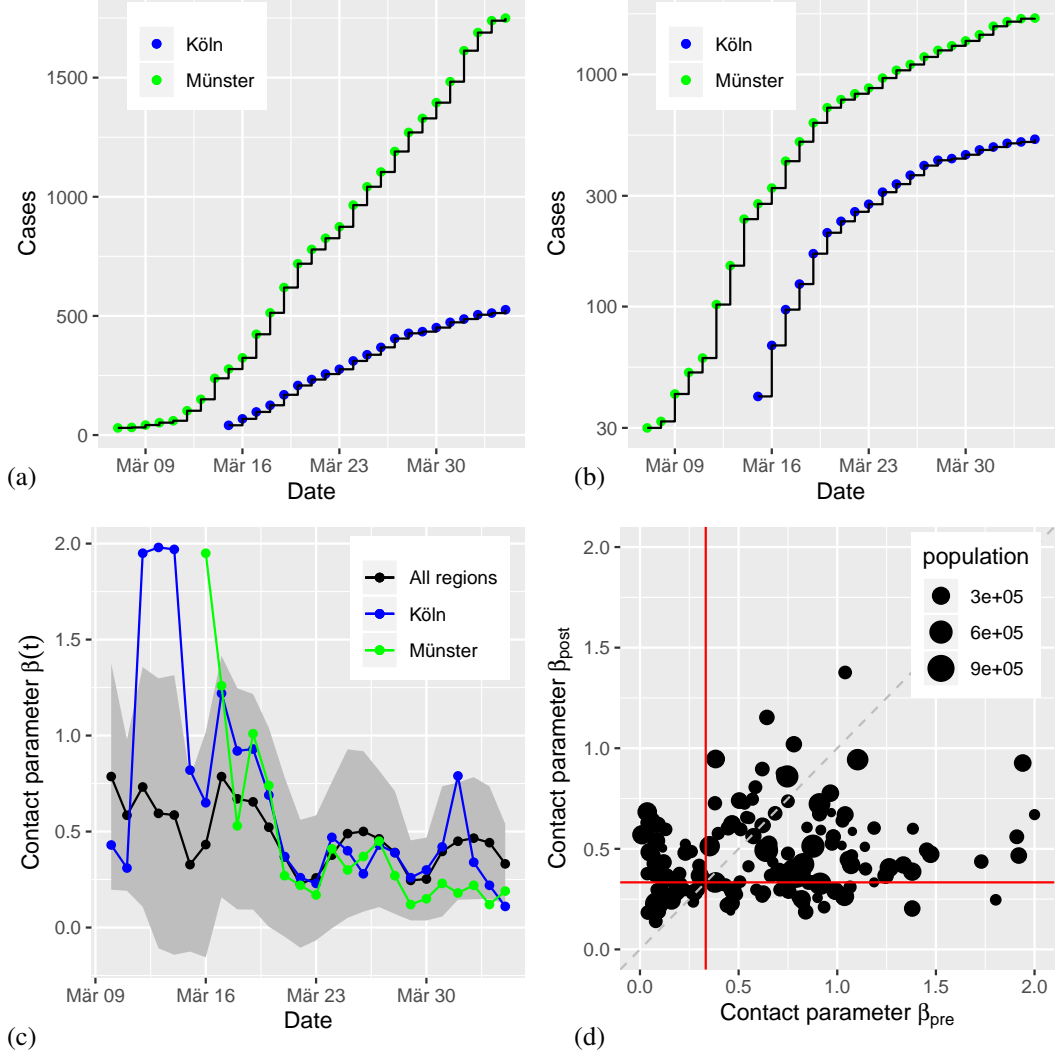 Köln
Münster
Cases
1500
1000
500
0
Mär 09
Mär 16
Mär 23
Mär 30
Date
(a)
Köln
Münster
Cases
1000
300
100
30
Mär 09
Mär 16
Mär 23
Mär 30
Date
(b)
All regions
Köln
Münster
Contact parameter β(t)
2.0
1.5
1.0
0.5
0.0
Mär 09
Mär 16
Mär 23
Mär 30
Date
(c)
population
3e+05
6e+05
9e+05
Contact parameter βpost
2.0
1.5
1.0
0.5
0.0
0.0
0.5
1.0
1.5
2.0
Contact parameter βpre
(d)